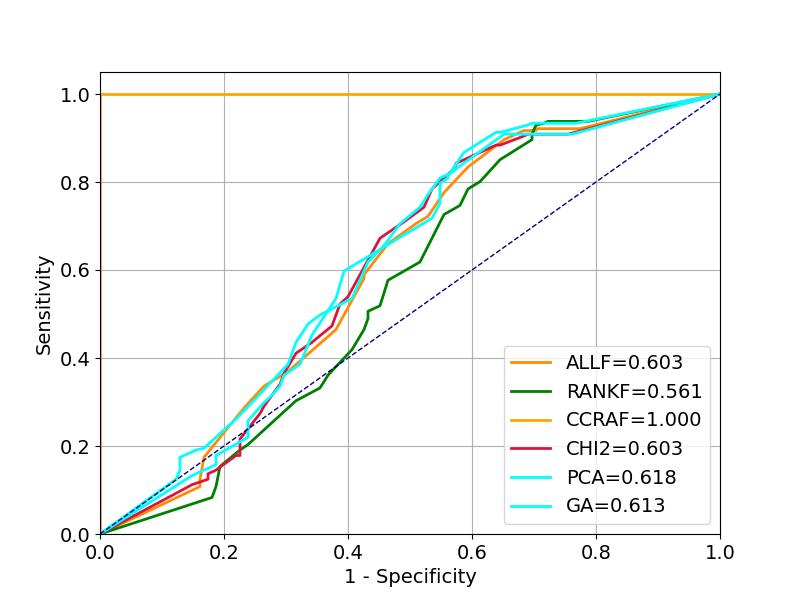 1.0
0.8
0.6
0.4
0.2
0.0
Sensitivity
ALLF=0.603
RANKF=0.561
CCRAF=1.000
CHI2=0.603
PCA=0.618
GA=0.613
0.0 0.2 0.4 0.6 0.8 1.0
1 - Specificity